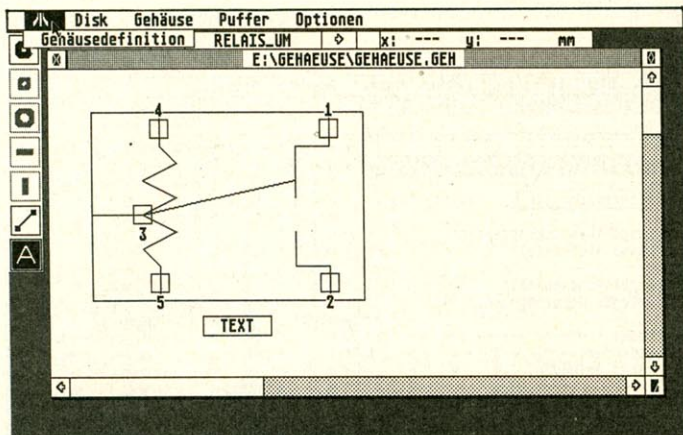 Disk Gehäuse Puffer Optionen
Gehäusedefinition RELAIS_UM x: --- y: --- mm
E:\GEHAEUSE\GEHAEUSE.GEH
4 1
3
5 2
TEXT
A